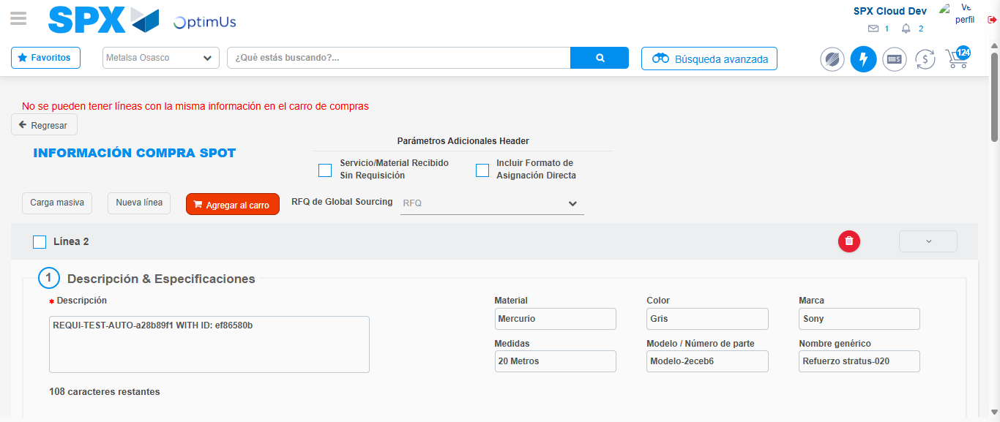 SPX
OptimUs
SPX Cloud Dev
perfil
1
2
Favoritos
Metalsa Osasco
¿Qué estás buscando?...
Búsqueda avanzada
124
No se pueden tener líneas con la misma información en el carro de compras
Regresar
INFORMACIÓN COMPRA SPOT
Parámetros Adicionales Header
Servicio/Material Recibido
Sin Requisición
Incluir Formato de
Asignación Directa
Carga masiva
Nueva línea
Agregar al carro
RFQ de Global Sourcing
RFQ
Línea 2
1
Descripción & Especificaciones
* Descripción
REQUI-TEST-AUTO-a28b89f1 WITH ID: ef86580b
108 caracteres restantes
Material
Mercurio
Color
Gris
Marca
Sony
Medidas
20 Metros
Modelo / Número de parte
Modelo-2eceb6
Nombre genérico
Refuerzo stratus-020